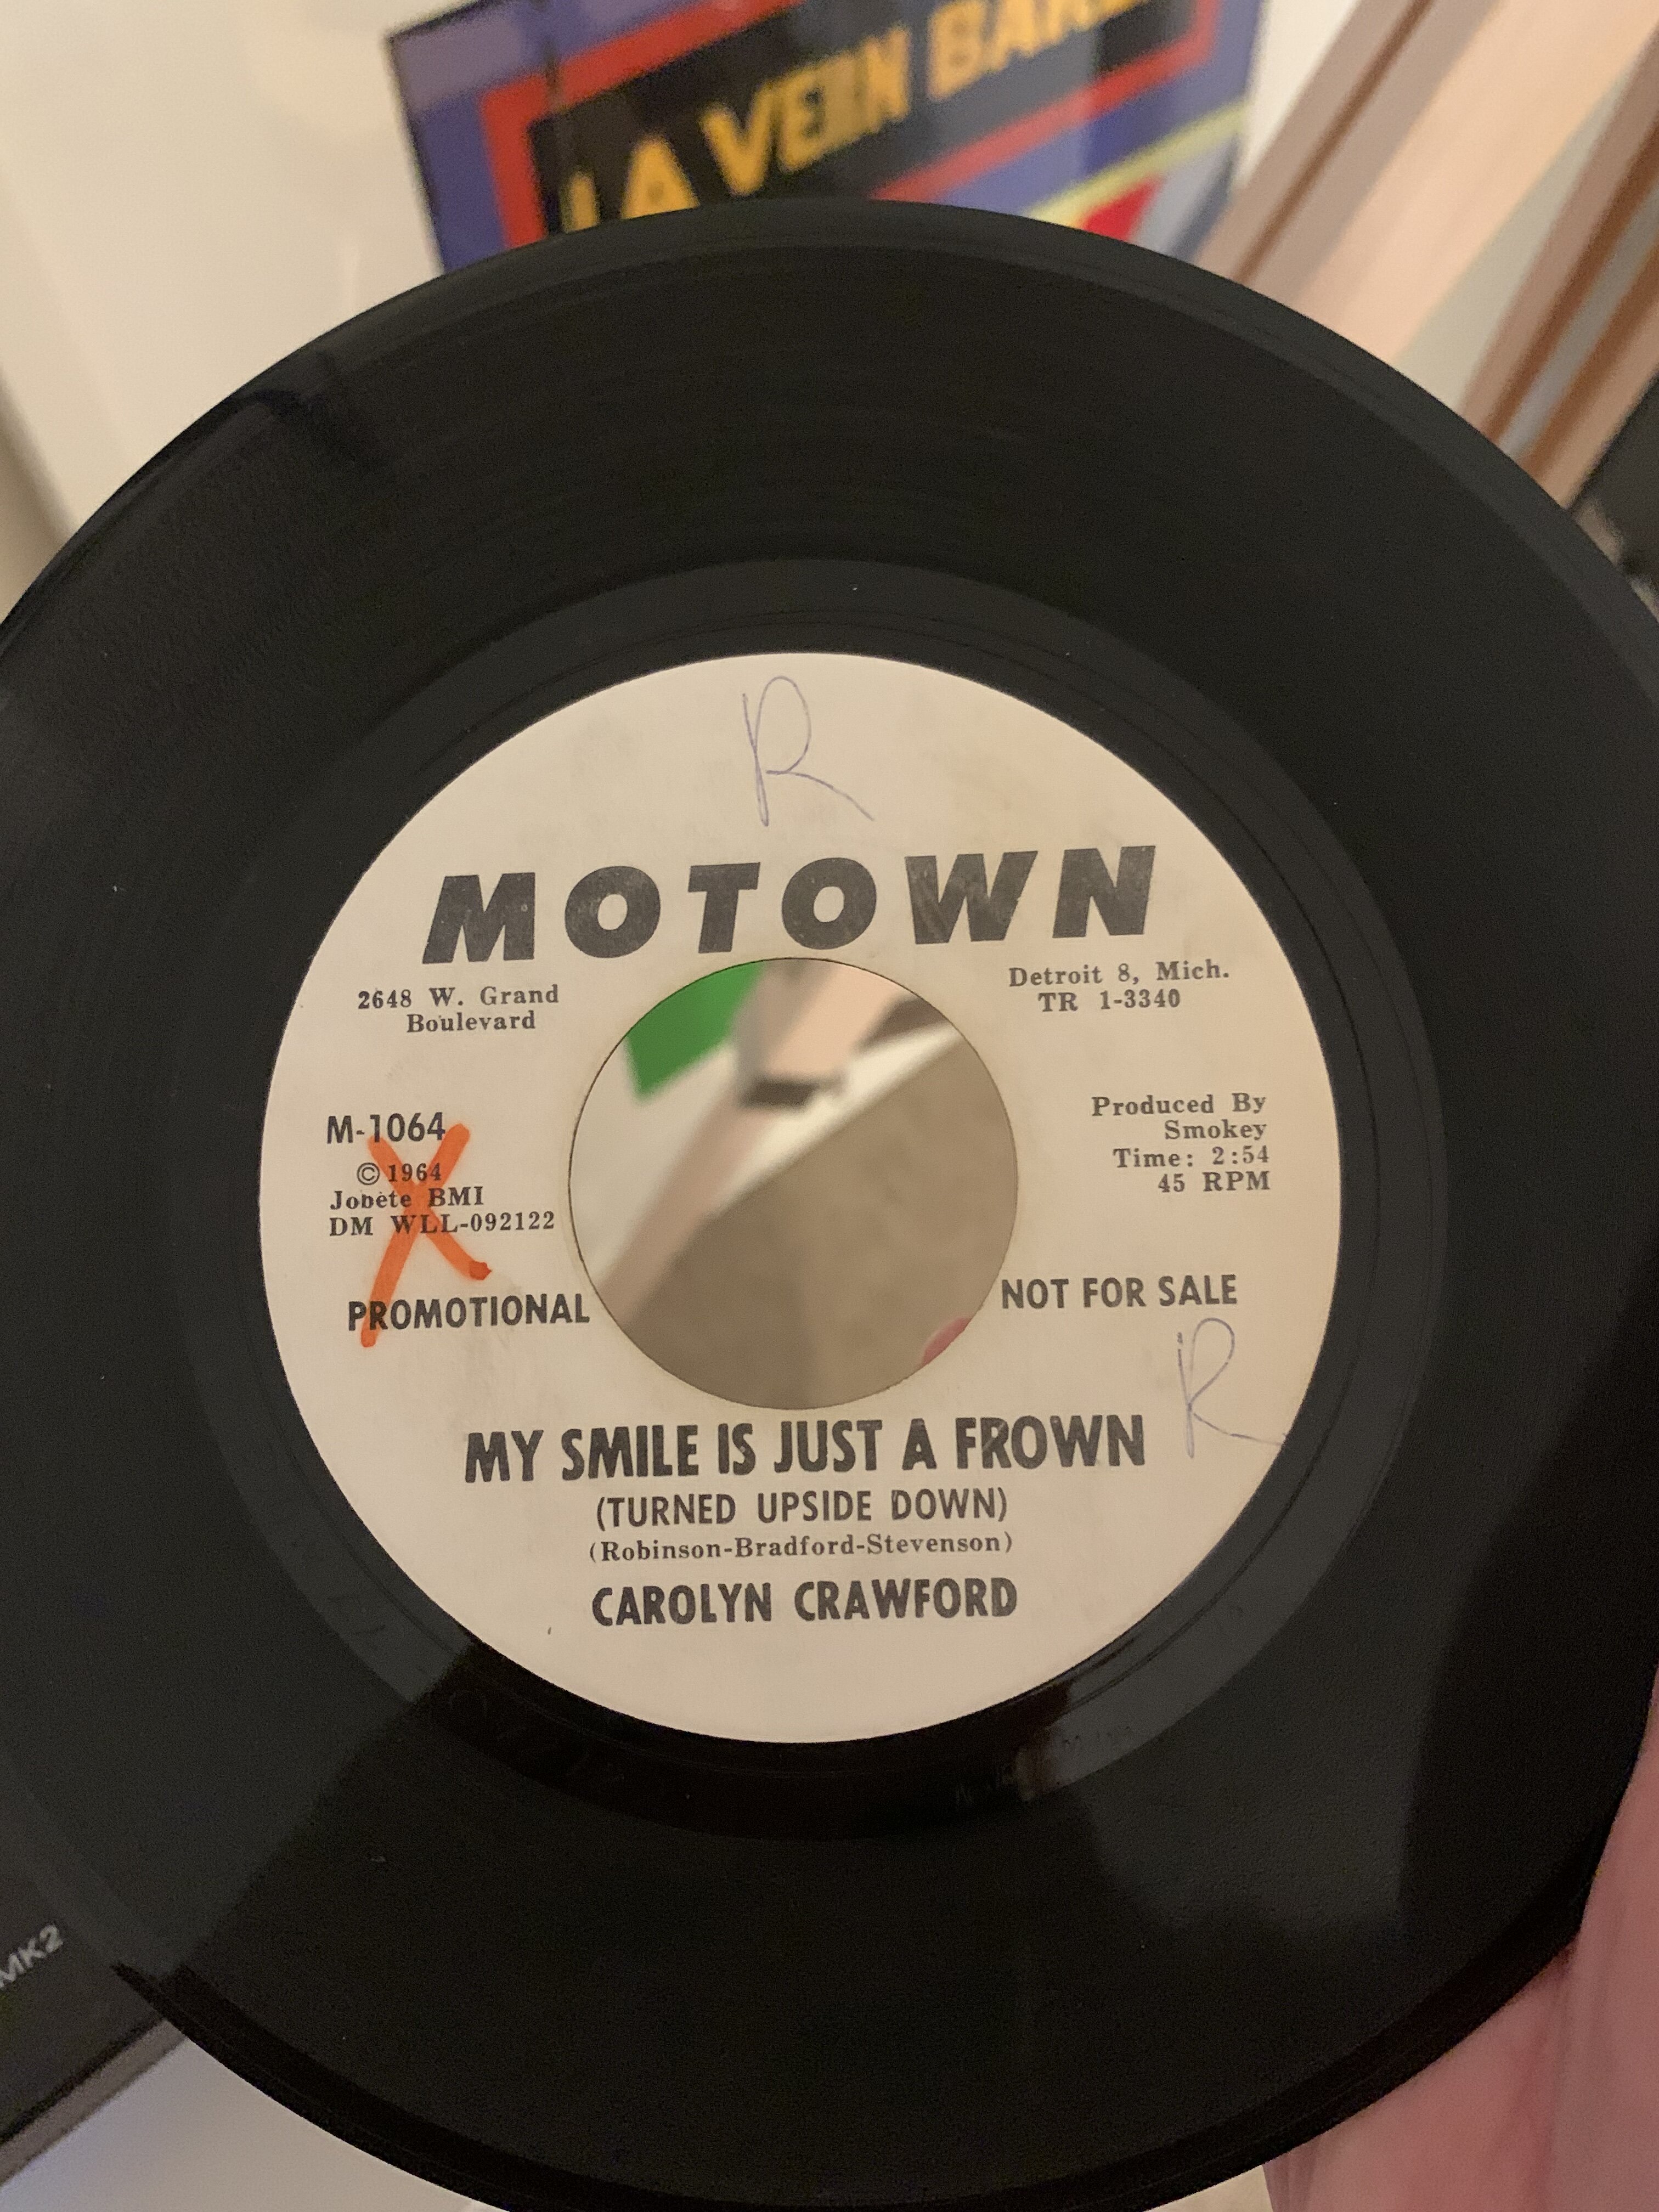 LA VERN BAKE
R
MOTOWN
2648 W. Grand
Boulevard
Detroit 8, Mich.
TR 1-3340
M-1064
© 1964
Jobete BMI
DM WLL-092122
Produced By
Smokey
Time: 2:54
45 RPM
X
PROMOTIONAL
NOT FOR SALE
R
MY SMILE IS JUST A FROWN
(TURNED UPSIDE DOWN)
(Robinson-Bradford-Stevenson)
CAROLYN CRAWFORD
MK2